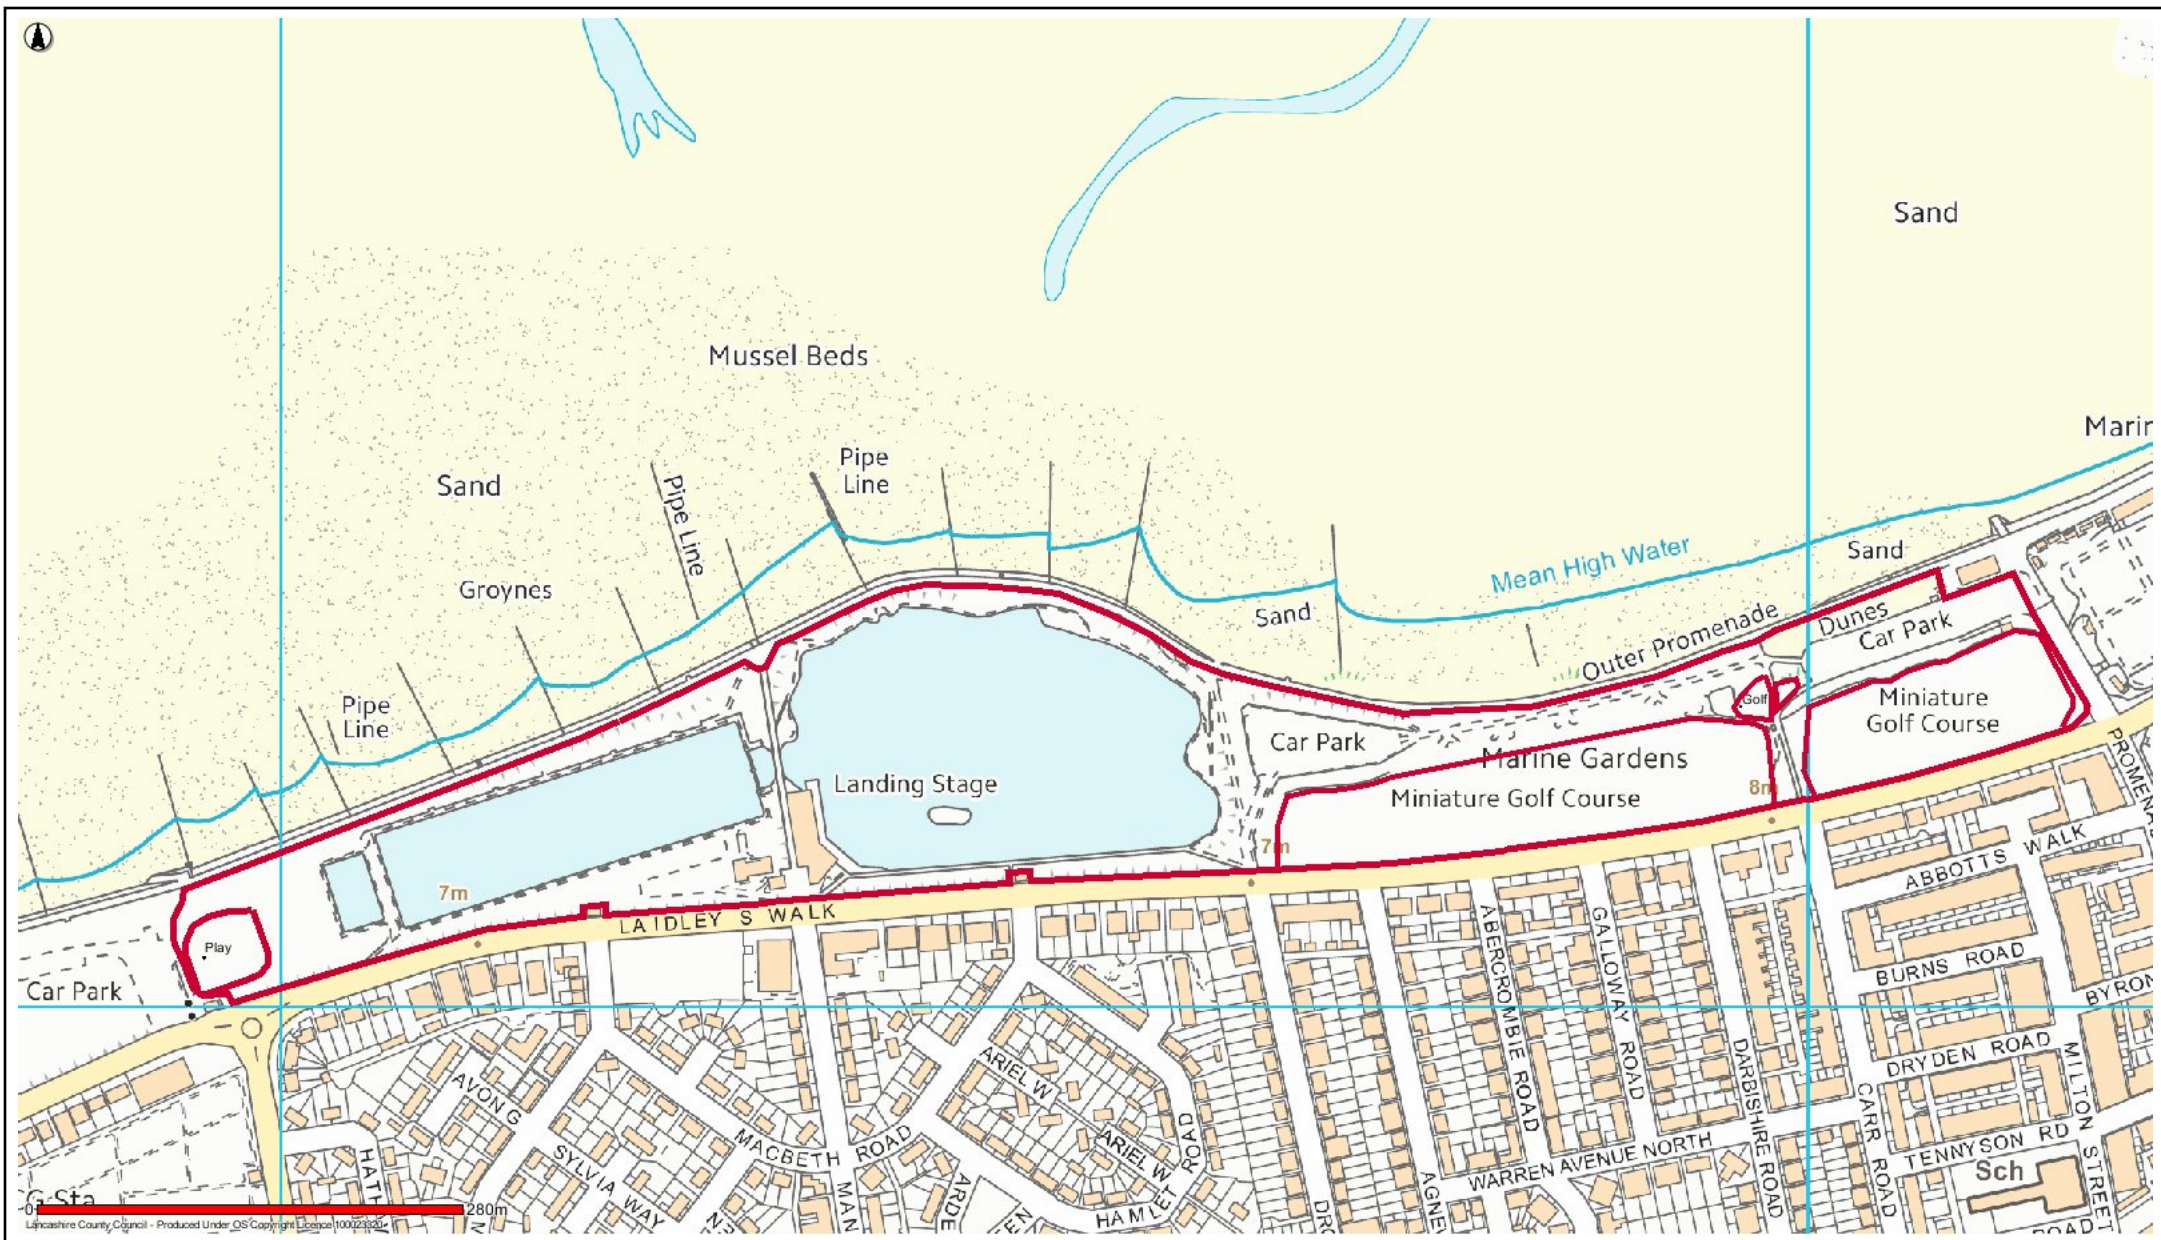 Sand
Marin
Mussel Beds
Pipe
Line
Sand
Pipe Line
Mean High Water
Sand
Groynes
Sand
Outer Promenade
Dunes
Car Park
Pipe
Line
Golf
Miniature
Golf Course
Car Park
Marine Gardens
Landing Stage
Miniature Golf Course
8m
7m
7m
LAIDLEY S WALK
Play
Car Park
PROMENA
ABBOTTS WALK
ABERCROMBIE ROAD
GALLOWAY ROAD
BURNS ROAD
BYRON
DRYDEN ROAD
DARBISHIRE ROAD
CARR ROAD
MILTON STREET
TENNYSON RD
Sch
WARREN AVENUE NORTH
AVON G
ARIEL W
ARIEL W
MACBETH ROAD
SYLVIA WAY
HATH
MAN
ARDE
HAMLET ROAD
DRO
AGNE
ROAD
G Sta
0 280m
Lancashire County Council - Produced Under OS Copyright Licence 100023320